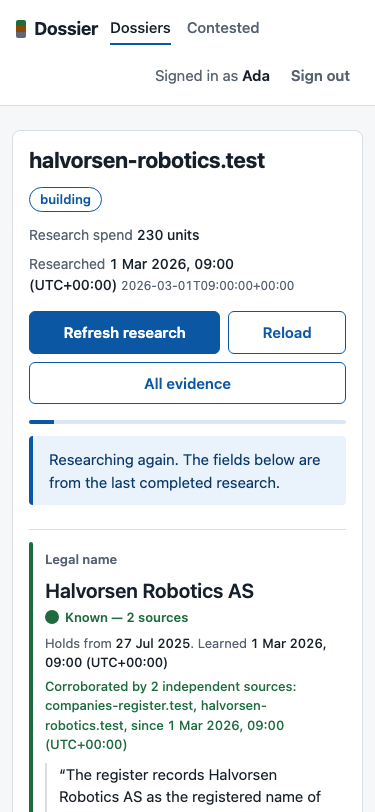 Dossier Dossiers Contested
Signed in as Ada Sign out
halvorsen-robotics.test
building
Research spend 230 units
Researched 1 Mar 2026, 09:00
(UTC+00:00) 2026-03-01T09:00:00+00:00
Refresh research Reload
All evidence
Researching again. The fields below are
from the last completed research.
Legal name
Halvorsen Robotics AS
Known — 2 sources
Holds from 27 Jul 2025. Learned 1 Mar 2026,
09:00 (UTC+00:00)
Corroborated by 2 independent sources:
companies-register.test, halvorsen-
robotics.test, since 1 Mar 2026, 09:00
(UTC+00:00)
“The register records Halvorsen
Robotics AS as the registered name of